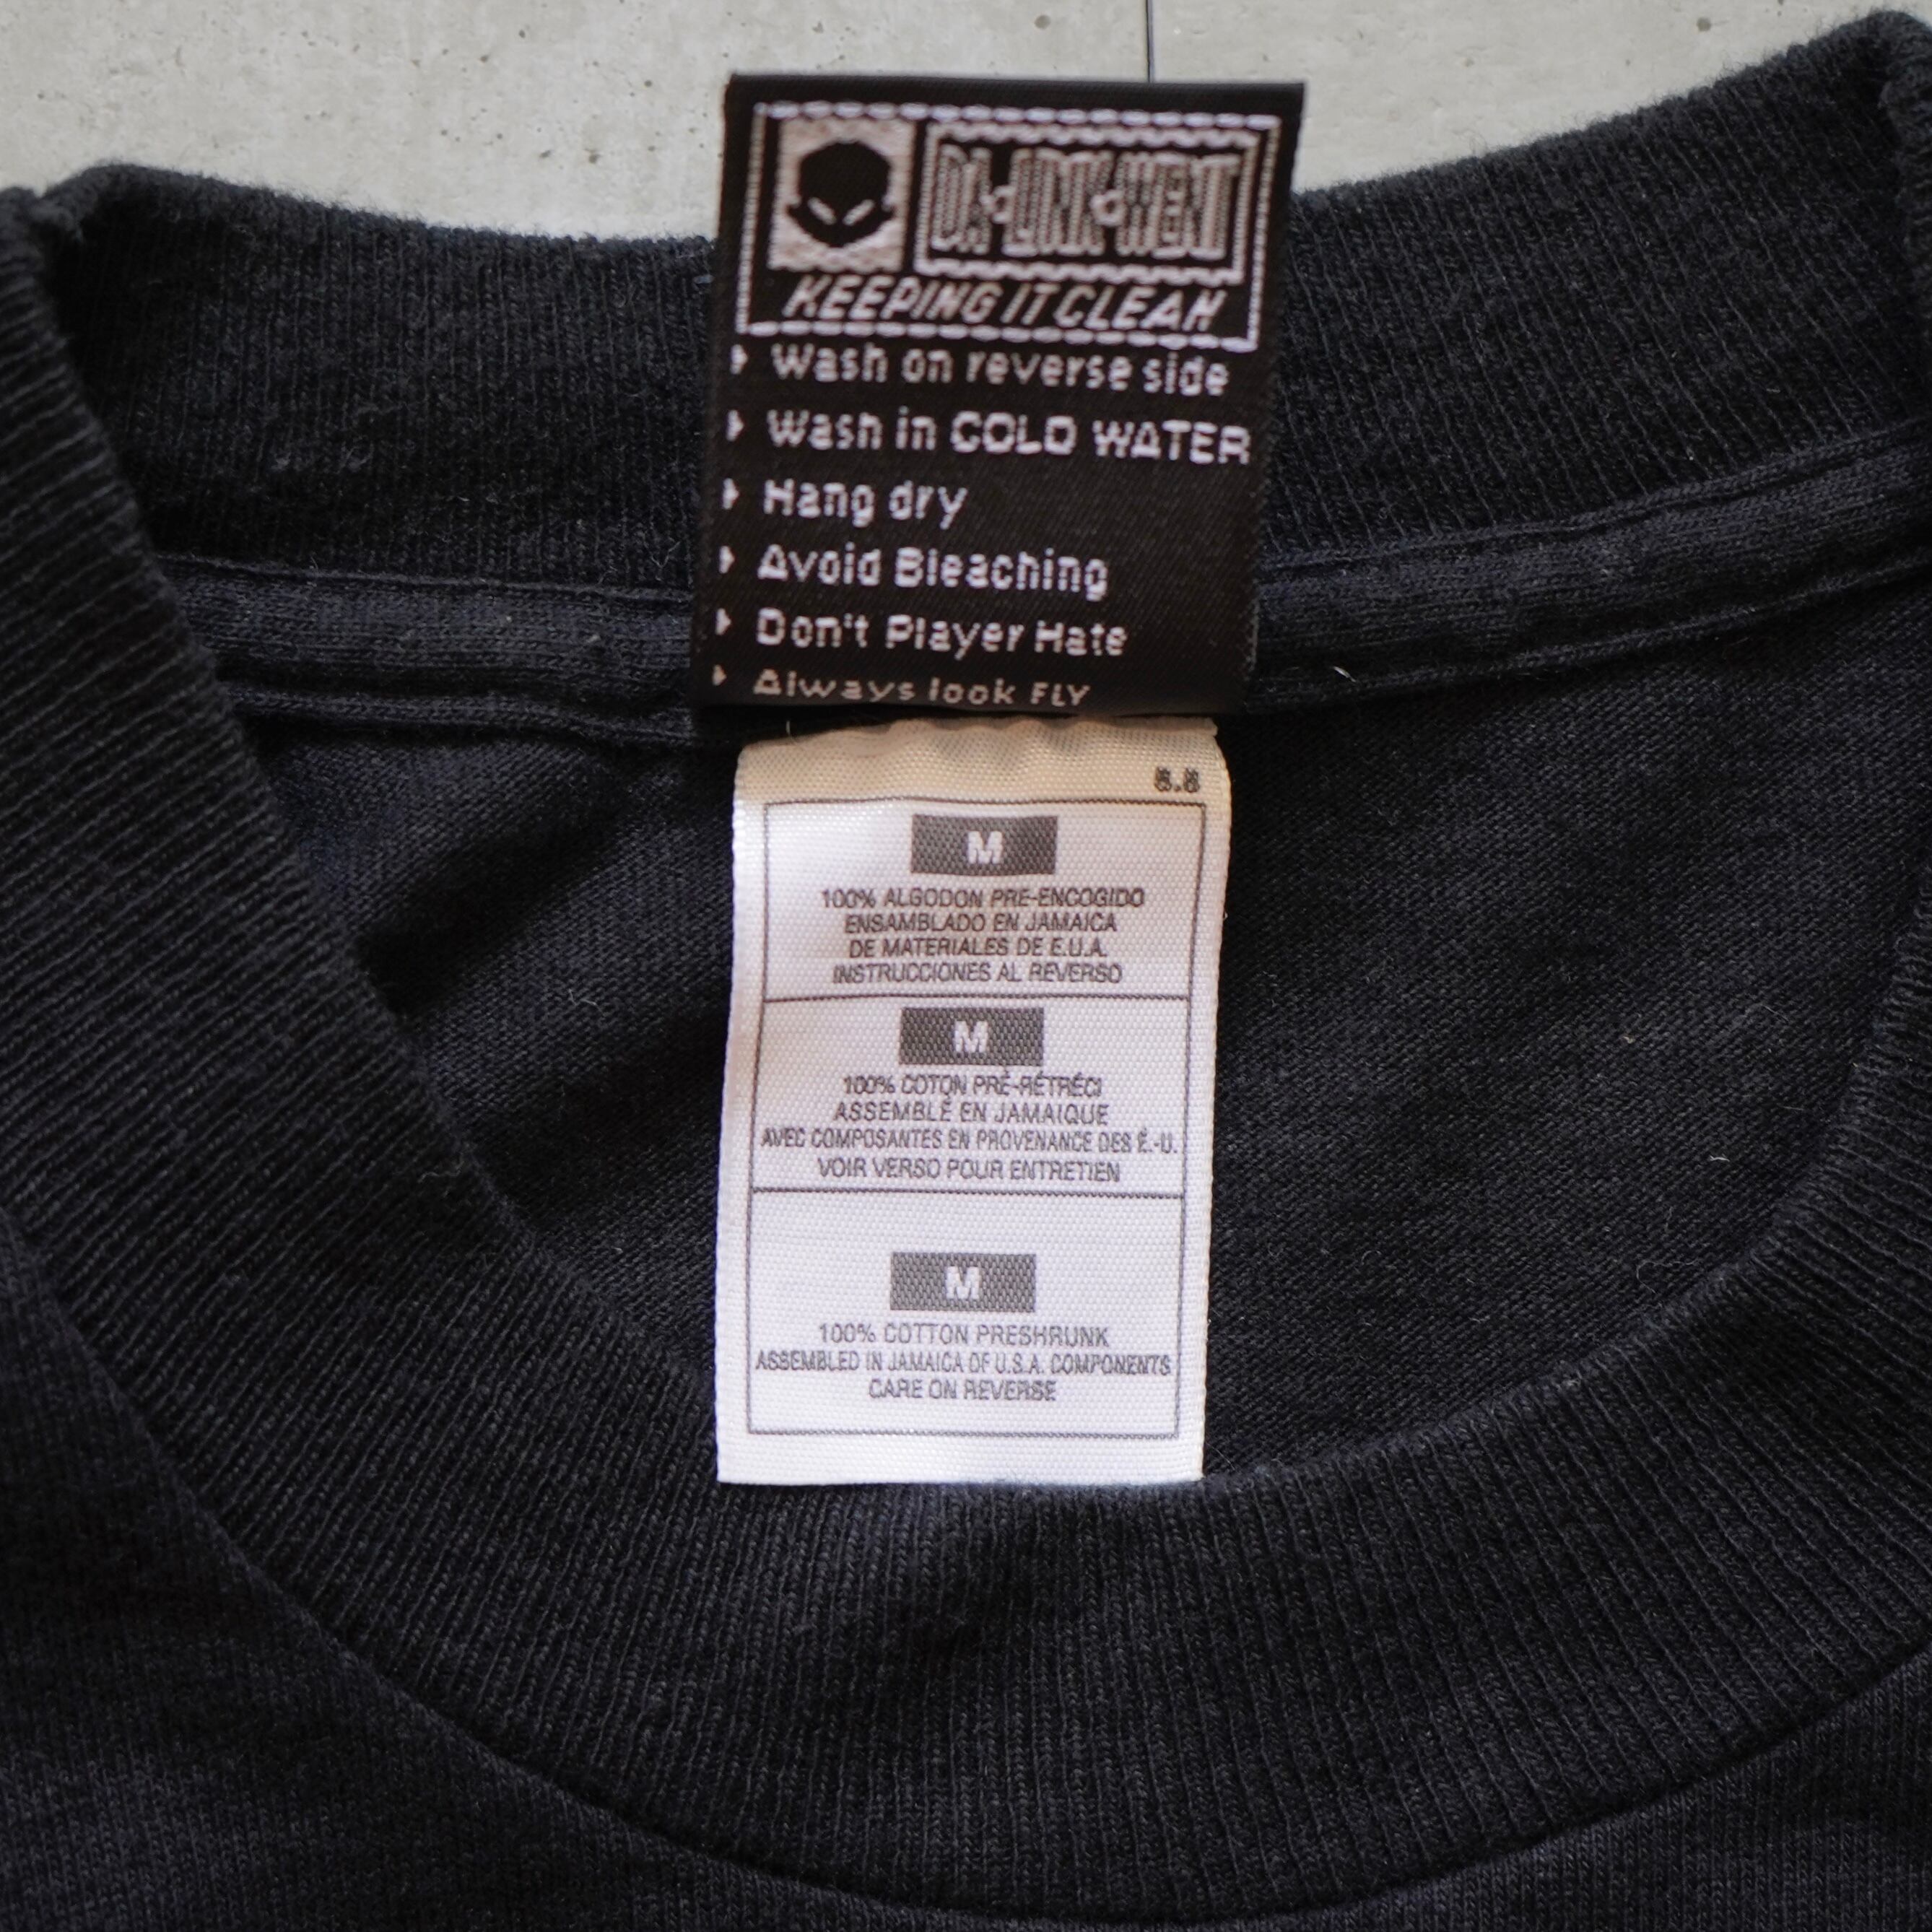 DA-LINK-WENT
KEEPING IT CLEAN
Wash on reverse side
Wash in COLD WATER
Hang dry
Avoid Bleaching
Don't Player Hate
Always look FLY
M
100% ALGODON PRE-ENCOGIDO
ENSAMBLADO EN JAMAICA
DE MATERIALES DE E.U.A.
INSTRUCCIONES AL REVERSO
M
100% COTON PRÉ-RÉTRÉCI
ASSEMBLÉ EN JAMAIQUE
AVEC COMPOSANTES EN PROVENANCE DES É.-U.
VOIR VERSO POUR ENTRETIEN
M
100% COTTON PRESHRUNK
ASSEMBLED IN JAMAICA OF U.S.A. COMPONENTS
CARE ON REVERSE